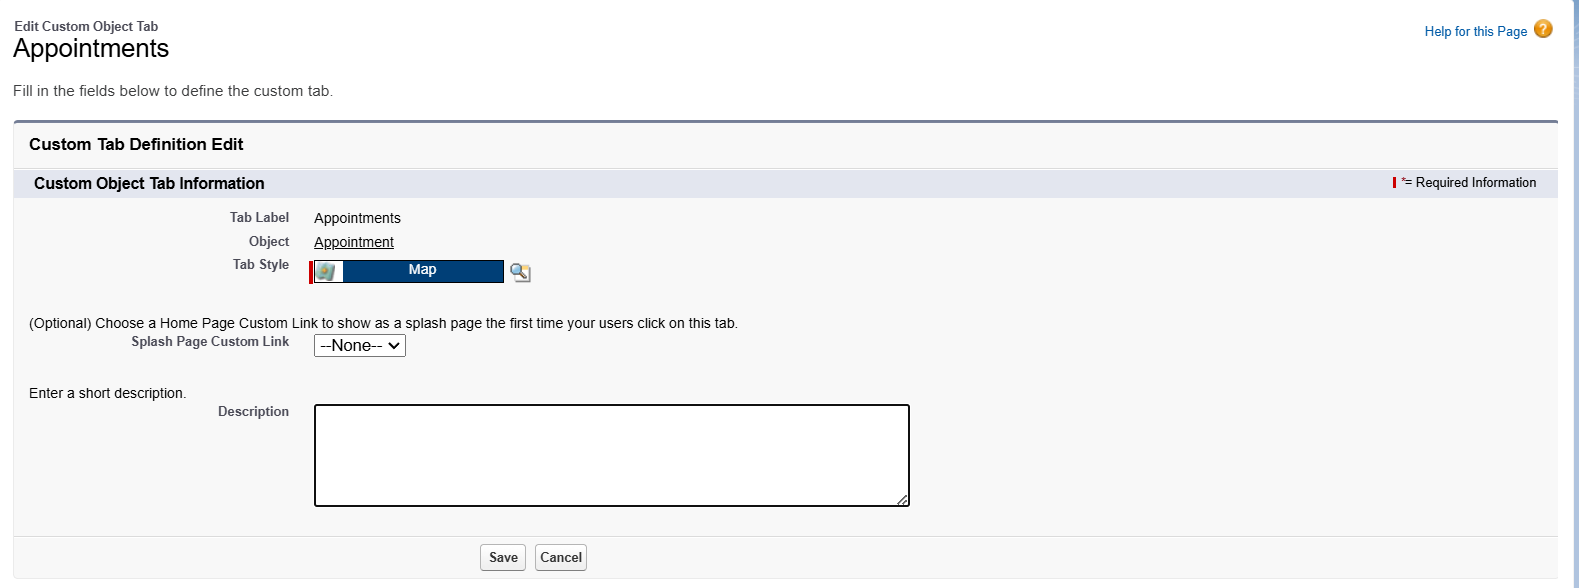 Edit Custom Object Tab
Appointments
Help for this Page ?
Fill in the fields below to define the custom tab.
Custom Tab Definition Edit
Custom Object Tab Information
*= Required Information
Tab Label Appointments
Object Appointment
Tab Style Map
(Optional) Choose a Home Page Custom Link to show as a splash page the first time your users click on this tab.
Splash Page Custom Link --None--
Enter a short description.
Description
Save Cancel